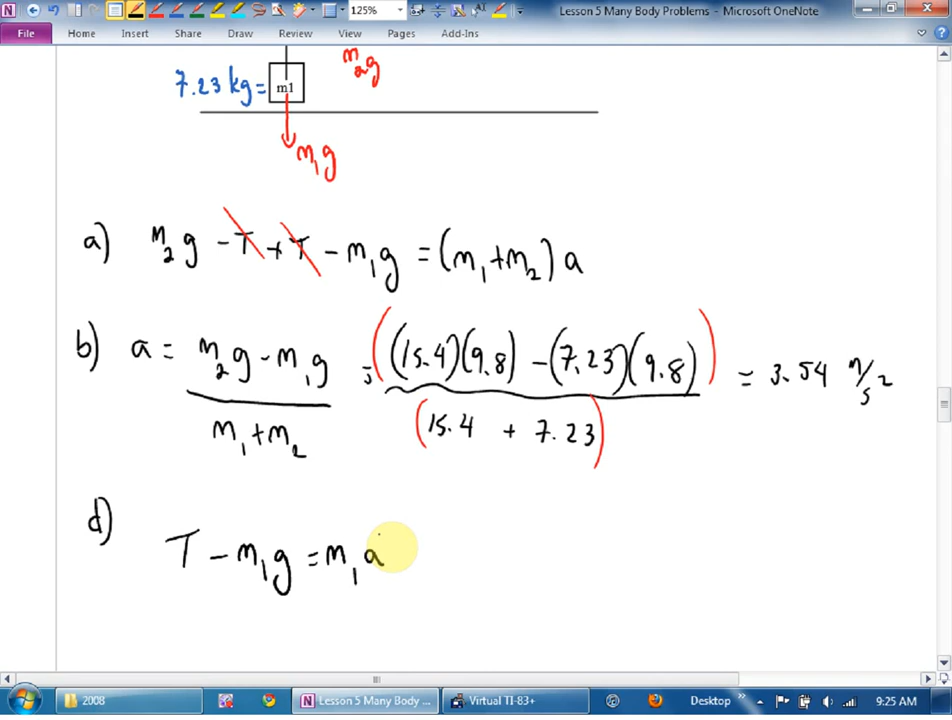 Lesson 5 Many Body Problems - Microsoft OneNote
125%
File Home Insert Share Draw Review Pages View Add-Ins
m₂g
7.23 kg = m1
m₁g
a) m₂g - T + T - m₁g = (m₁+m₂) a
b) a = m₂g - m₁g / m₁+m₂ = ((15.4)(9.8) - (7.23)(9.8)) / (15.4 + 7.23) = 3.54 m/s²
d)
T - m₁g = m₁a
2008 Lesson 5 Many Body ... Virtual TI-83+ Desktop 9:25 AM